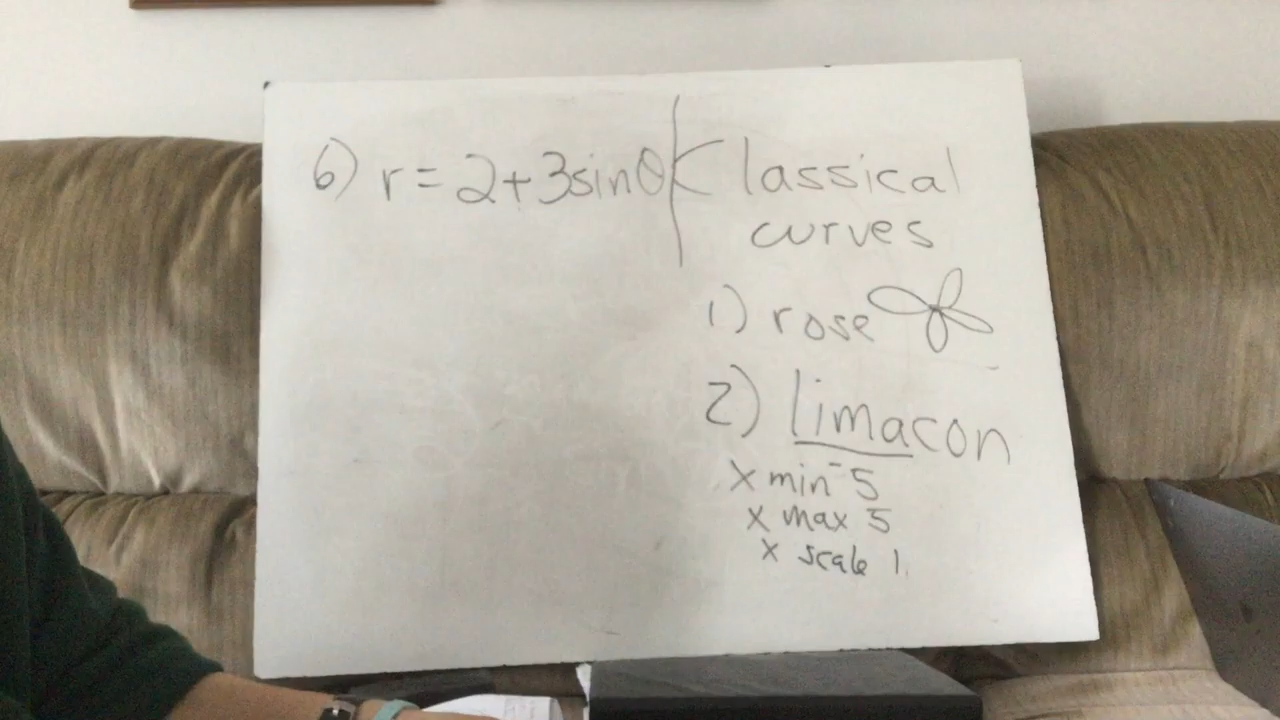 6) r = 2+3sinθ
Classical
curves
1) rose
2) limacon
x min -5
x max 5
x scale 1.